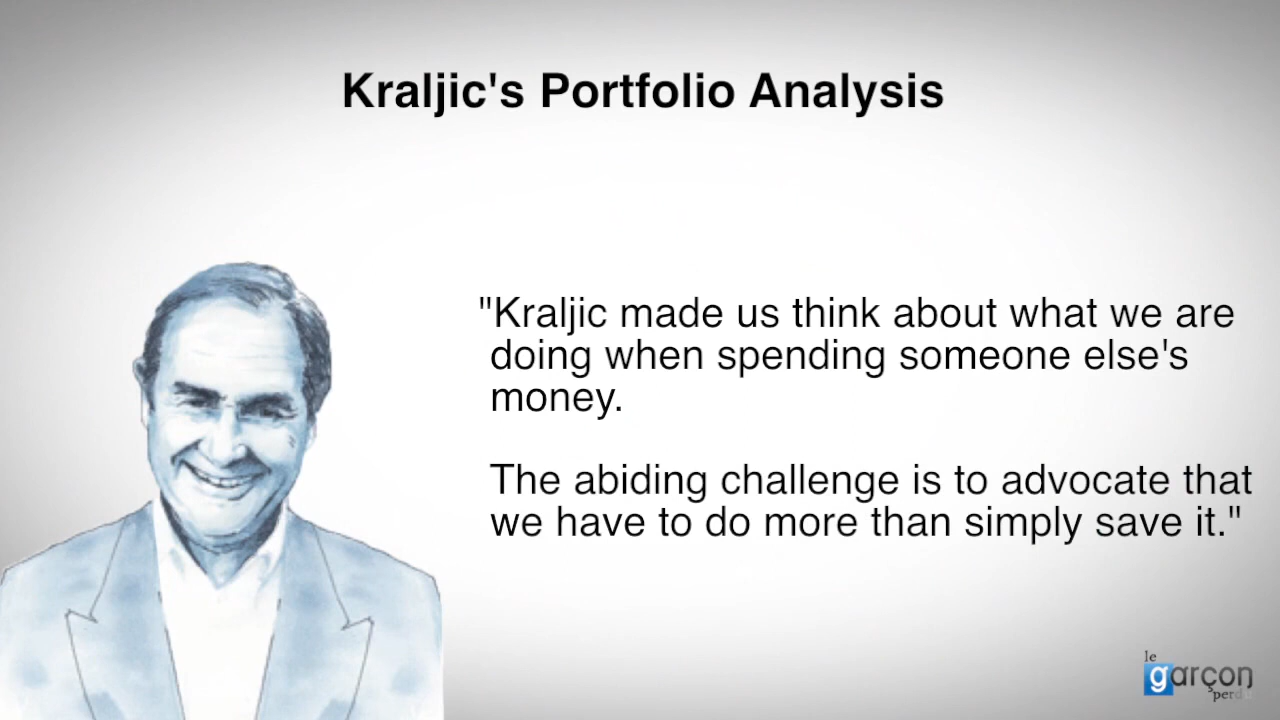 Kraljic's Portfolio Analysis
"Kraljic made us think about what we are
doing when spending someone else's
money.
The abiding challenge is to advocate that
we have to do more than simply save it."
le
garçon
perd